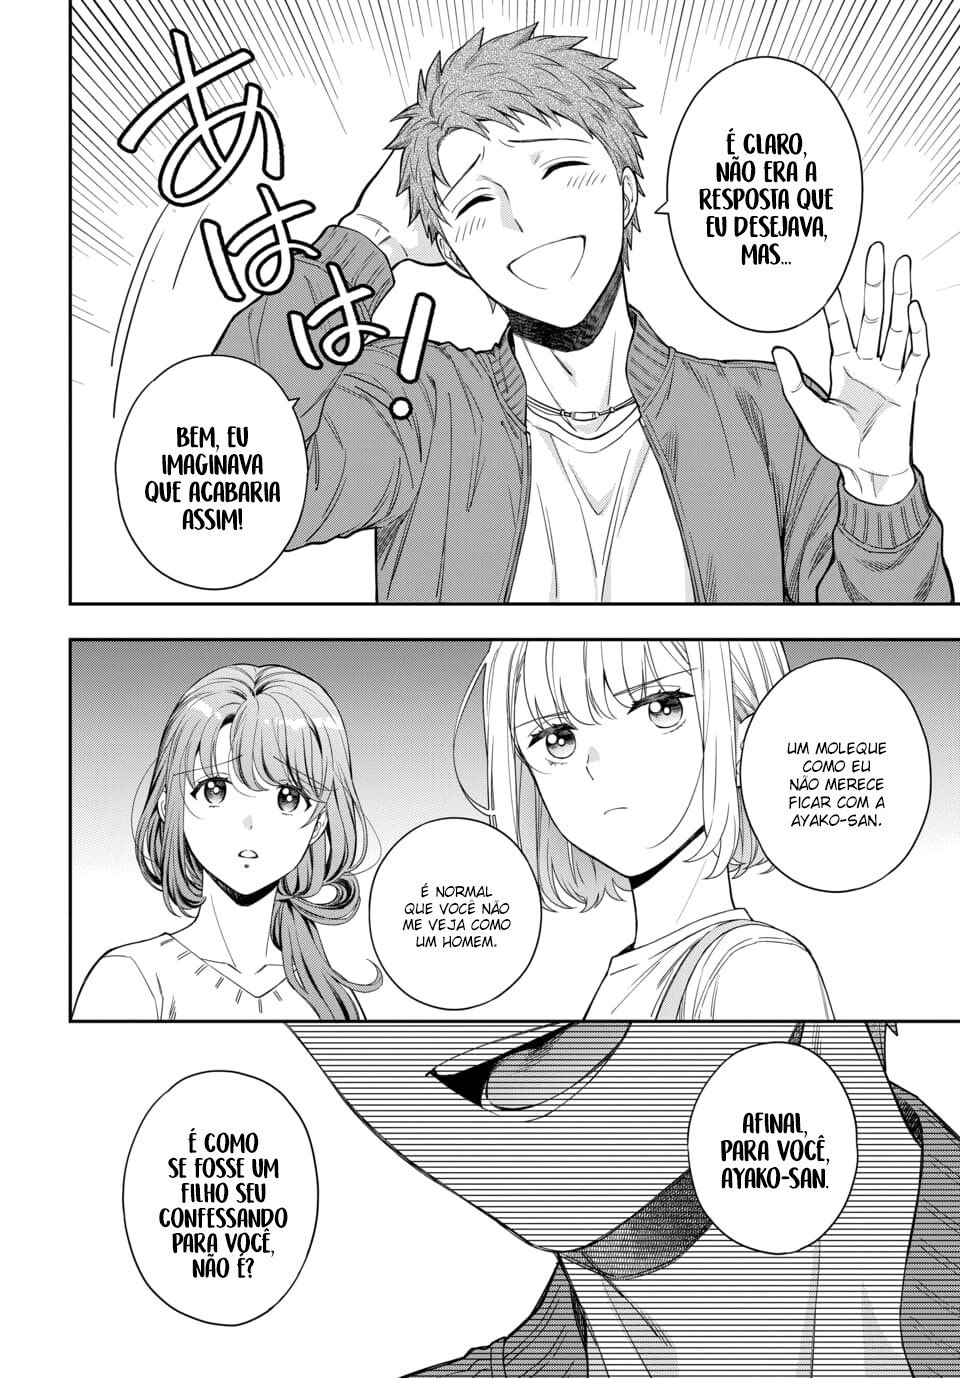 É CLARO,
NÃO ERA A
RESPOSTA QUE
EU DESEJAVA,
MAS...
あはは!
BEM, EU
IMAGINAVA
QUE ACABARIA
ASSIM!
UM MOLEQUE
COMO EU
NÃO MERECE
FICAR COM A
AYAKO-SAN.
É NORMAL
QUE VOCÊ NÃO
ME VEJA COMO
UM HOMEM.
AFINAL,
PARA VOCÊ,
AYAKO-SAN.
É COMO
SE FOSSE UM
FILHO SEU
CONFESSANDO
PARA VOCÊ,
NÃO É?